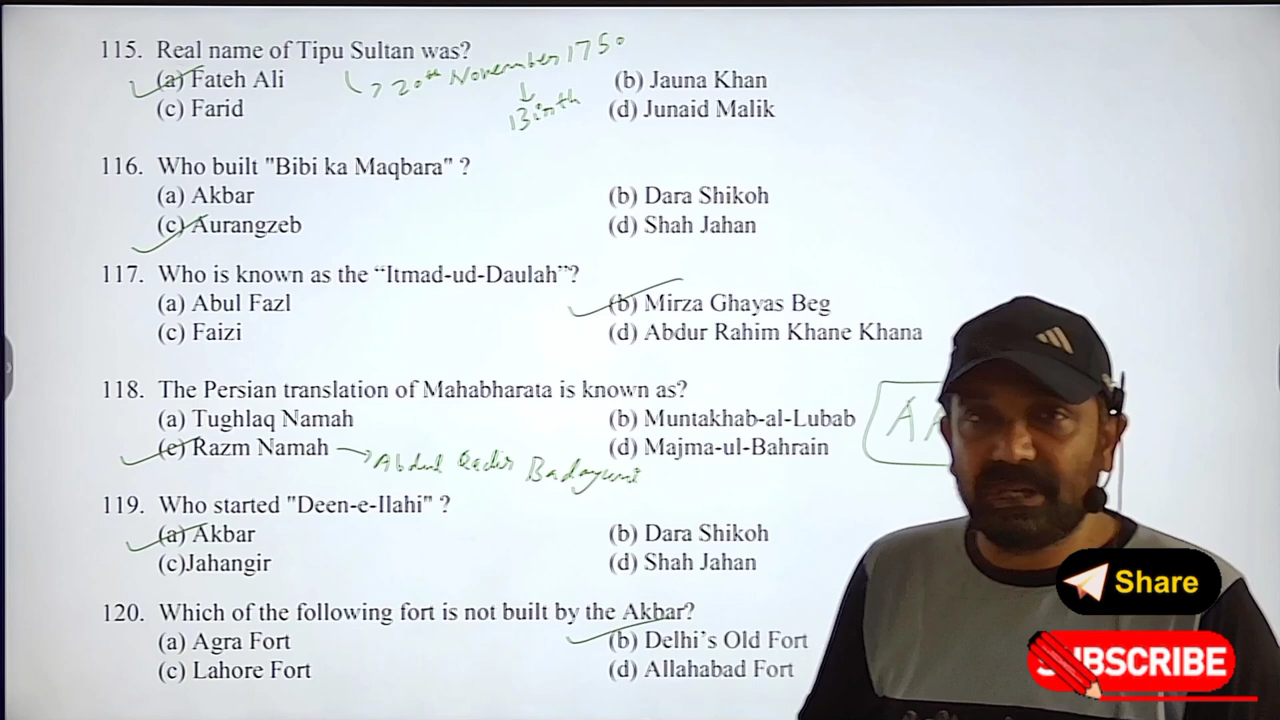 115. Real name of Tipu Sultan was?
20th November 1750
(a) Fateh Ali (b) Jauna Khan
Birth
(c) Farid (d) Junaid Malik
116. Who built "Bibi ka Maqbara" ?
(a) Akbar (b) Dara Shikoh
(c) Aurangzeb (d) Shah Jahan
117. Who is known as the “Itmad-ud-Daulah”?
(a) Abul Fazl (b) Mirza Ghayas Beg
(c) Faizi (d) Abdur Rahim Khane Khana
118. The Persian translation of Mahabharata is known as?
(a) Tughlaq Namah (b) Muntakhab-al-Lubab
(c) Razm Namah (d) Majma-ul-Bahrain
Abdul Qadir Badayuni
119. Who started "Deen-e-Ilahi" ?
(a) Akbar (b) Dara Shikoh
(c)Jahangir (d) Shah Jahan
120. Which of the following fort is not built by the Akbar?
(a) Agra Fort (b) Delhi’s Old Fort
(c) Lahore Fort (d) Allahabad Fort
Share
SUBSCRIBE